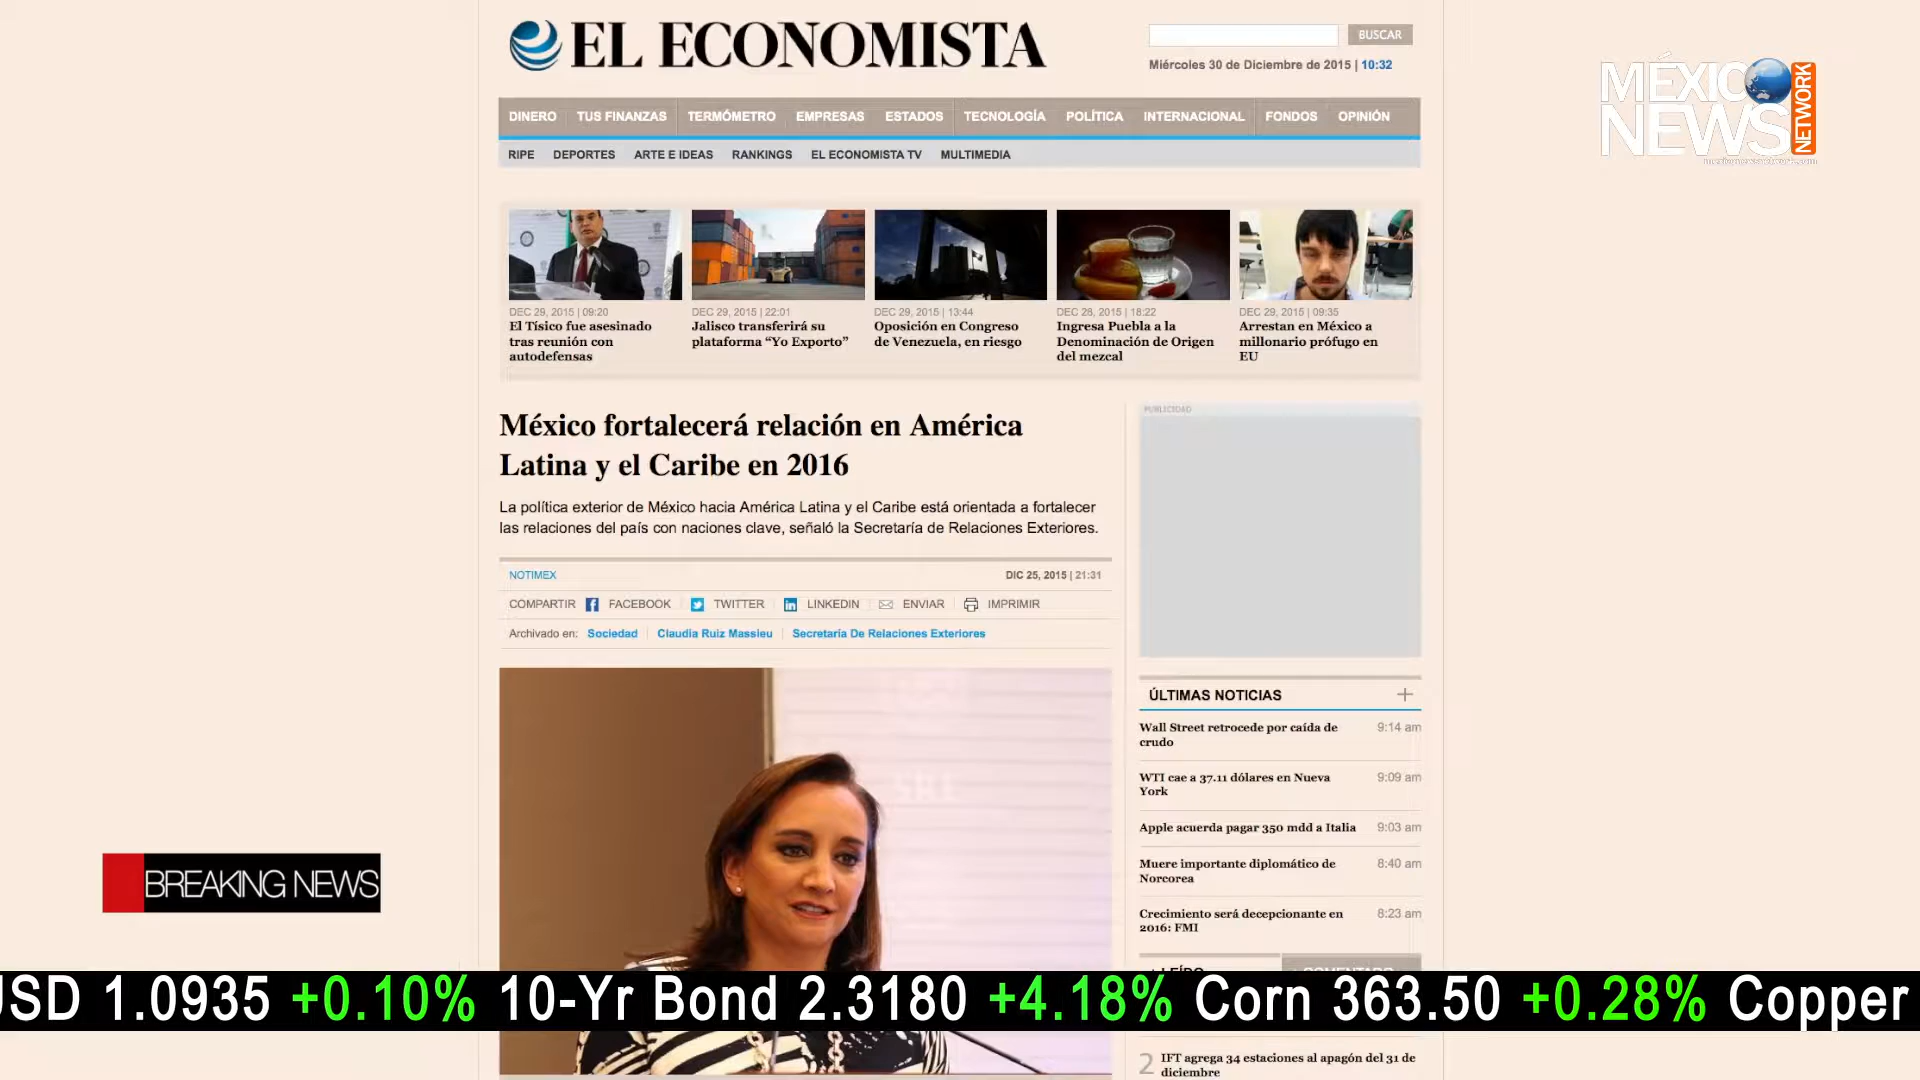 EL ECONOMISTA
BUSCAR
Miércoles 30 de Diciembre de 2015 | 10:32
MÉXICO
NEWS
NETWORK
mexiconewsnetwork.com
DINERO TUS FINANZAS TERMÓMETRO EMPRESAS ESTADOS TECNOLOGÍA POLÍTICA INTERNACIONAL FONDOS OPINIÓN
RIPE DEPORTES ARTE E IDEAS RANKINGS EL ECONOMISTA TV MULTIMEDIA
DEC 29, 2015 | 09:20
El Tísico fue asesinado
tras reunión con
autodefensas
DEC 29, 2015 | 22:01
Jalisco transferirá su
plataforma “Yo Exporto”
DEC 29, 2015 | 13:44
Oposición en Congreso
de Venezuela, en riesgo
DEC 28, 2015 | 18:22
Ingresa Puebla a la
Denominación de Origen
del mezcal
DEC 29, 2015 | 09:35
Arrestan en México a
millonario prófugo en
EU
México fortalecerá relación en América
Latina y el Caribe en 2016
La política exterior de México hacia América Latina y el Caribe está orientada a fortalecer
las relaciones del país con naciones clave, señaló la Secretaría de Relaciones Exteriores.
NOTIMEX
DIC 25, 2015 | 21:31
COMPARTIR FACEBOOK TWITTER LINKEDIN ENVIAR IMPRIMIR
Archivado en: Sociedad Claudia Ruiz Massieu Secretaría De Relaciones Exteriores
PUBLICIDAD
ÚLTIMAS NOTICIAS
Wall Street retrocede por caída de
crudo
9:14 am
WTI cae a 37.11 dólares en Nueva
York
9:09 am
Apple acuerda pagar 350 mdd a Italia
9:03 am
Muere importante diplomático de
Norcorea
8:40 am
Crecimiento será decepcionante en
2016: FMI
8:23 am
SRE
BREAKING NEWS
+ LEÍDO
+ COMENTADO
USD 1.0935 +0.10% 10-Yr Bond 2.3180 +4.18% Corn 363.50 +0.28% Copper
2 IFT agrega 34 estaciones al apagón del 31 de
diciembre